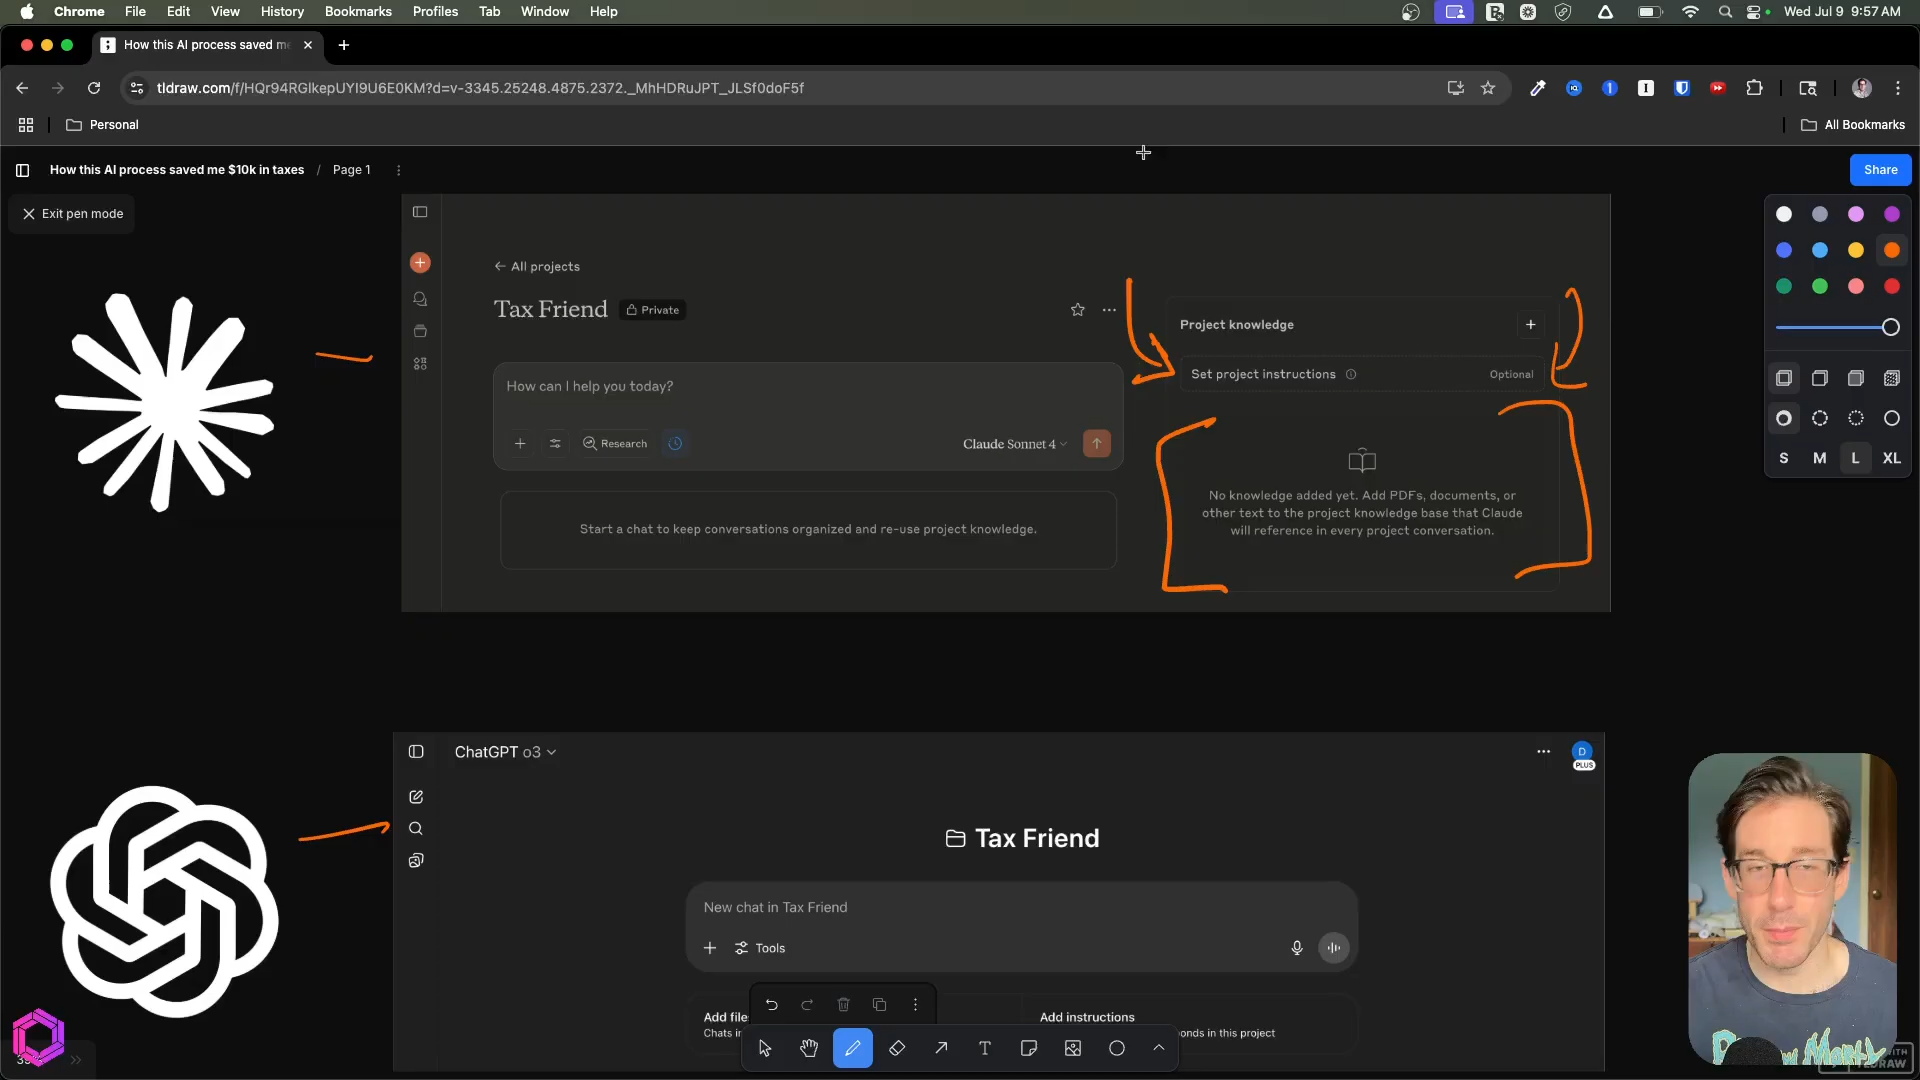 Chrome File Edit View History Bookmarks Profiles Tab Window Help Wed Jul 9 9:57 AM
How this AI process saved me
tldraw.com/f/HQr94RGlkepUYI9U6E0KM?d=v-3345.25248.4875.2372._MhHDRuJPT_JLSf0doF5f
Personal All Bookmarks
How this AI process saved me $10k in taxes / Page 1 Share
Exit pen mode
← All projects
Tax Friend Private
Project knowledge
Set project instructions Optional
How can I help you today?
Research Claude Sonnet 4
Start a chat to keep conversations organized and re-use project knowledge.
No knowledge added yet. Add PDFs, documents, or
other text to the project knowledge base that Claude
will reference in every project conversation.
S M L XL
ChatGPT o3
D
PLUS
Tax Friend
New chat in Tax Friend
Tools
Add files
Add instructions
Chats in
onds in this project